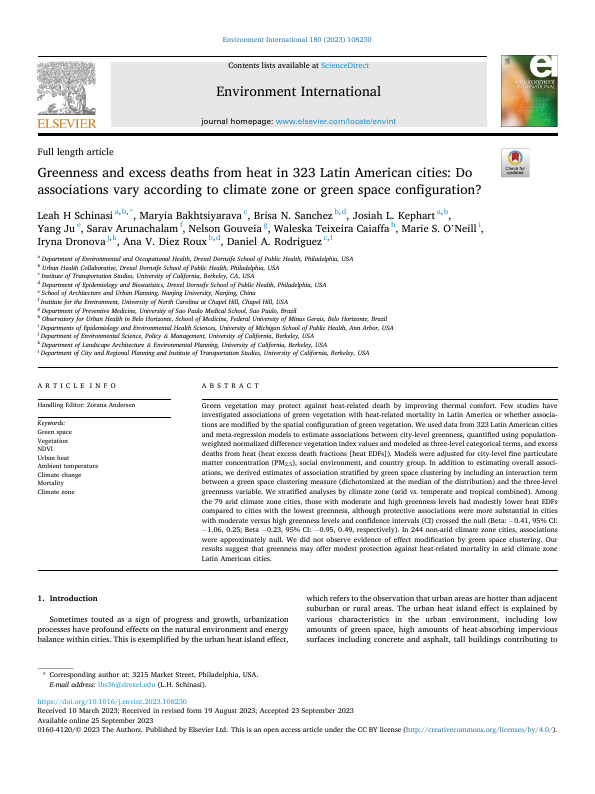 Environment International 180 (2023) 108230
Contents lists available at ScienceDirect
Environment International
journal homepage: www.elsevier.com/locate/envint
ELSEVIER
environment
INTERNATIONAL
Check for
updates
Full length article
Greenness and excess deaths from heat in 323 Latin American cities: Do
associations vary according to climate zone or green space configuration?
Leah H Schinasi a,b,*, Maryia Bakhtsiyarava c, Brisa N. Sanchez b,d, Josiah L. Kephart a,b,
Yang Ju e, Sarav Arunachalam f, Nelson Gouveia g, Waleska Teixeira Caiaffa h, Marie S. O`Neill i,
Iryna Dronova j,k, Ana V. Diez Roux b,d, Daniel A. Rodriguez c,l
a Department of Environmental and Occupational Health, Drexel Dornsife School of Public Health, Philadelphia, USA
b Urban Health Collaborative, Drexel Dornsife School of Public Health, Philadelphia, USA
c Institute of Transportation Studies, University of California, Berkeley, CA, USA
d Department of Epidemiology and Biostatistics, Drexel Dornsife School of Public Health, Philadelphia, USA
e School of Architecture and Urban Planning, Nanjing University, Nanjing, China
f Institute for the Environment, University of North Carolina at Chapel Hill, Chapel Hill, USA
g Department of Preventive Medicine, University of Sao Paulo Medical School, Sao Paulo, Brazil
h Observatory for Urban Health in Belo Horizonte, School of Medicine, Federal University of Minas Gerais, Belo Horizonte, Brazil
i Departments of Epidemiology and Environmental Health Sciences, University of Michigan School of Public Health, Ann Arbor, USA
j Department of Environmental Science, Policy & Management, University of California, Berkeley, USA
k Department of Landscape Architecture & Environmental Planning, University of California, Berkeley, USA
l Department of City and Regional Planning and Institute of Transportation Studies, University of California, Berkeley, USA
ARTICLE INFO
Handling Editor: Zorana Andersen
Keywords:
Green space
Vegetation
NDVI
Urban heat
Ambient temperature
Climate change
Mortality
Climate zone
ABSTRACT
Green vegetation may protect against heat-related death by improving thermal comfort. Few studies have
investigated associations of green vegetation with heat-related mortality in Latin America or whether associa-
tions are modified by the spatial configuration of green vegetation. We used data from 323 Latin American cities
and meta-regression models to estimate associations between city-level greenness, quantified using population-
weighted normalized difference vegetation index values and modeled as three-level categorical terms, and excess
deaths from heat (heat excess death fractions [heat EDFs]). Models were adjusted for city-level fine particulate
matter concentration (PM2.5), social environment, and country group. In addition to estimating overall associ-
ations, we derived estimates of association stratified by green space clustering by including an interaction term
between a green space clustering measure (dichotomized at the median of the distribution) and the three-level
greenness variable. We stratified analyses by climate zone (arid vs. temperate and tropical combined). Among
the 79 arid climate zone cities, those with moderate and high greenness levels had modestly lower heat EDFs
compared to cities with the lowest greenness, although protective associations were more substantial in cities
with moderate versus high greenness levels and confidence intervals (CI) crossed the null (Beta: −0.41, 95% CI:
−1.06, 0.25; Beta −0.23, 95% CI: −0.95, 0.49, respectively). In 244 non-arid climate zone cities, associations
were approximately null. We did not observe evidence of effect modification by green space clustering. Our
results suggest that greenness may offer modest protection against heat-related mortality in arid climate zone
Latin American cities.
1. Introduction
Sometimes touted as a sign of progress and growth, urbanization
processes have profound effects on the natural environment and energy
balance within cities. This is exemplified by the urban heat island effect,
which refers to the observation that urban areas are hotter than adjacent
suburban or rural areas. The urban heat island effect is explained by
various characteristics in the urban environment, including low
amounts of green space, high amounts of heat-absorbing impervious
surfaces including concrete and asphalt, tall buildings contributing to
* Corresponding author at: 3215 Market Street, Philadelphia, USA.
E-mail address: lhs36@drexel.edu (L.H. Schinasi).
https://doi.org/10.1016/j.envint.2023.108230
Received 10 March 2023; Received in revised form 19 August 2023; Accepted 23 September 2023
Available online 25 September 2023
0160-4120/© 2023 The Authors. Published by Elsevier Ltd. This is an open access article under the CC BY license (http://creativecommons.org/licenses/by/4.0/).